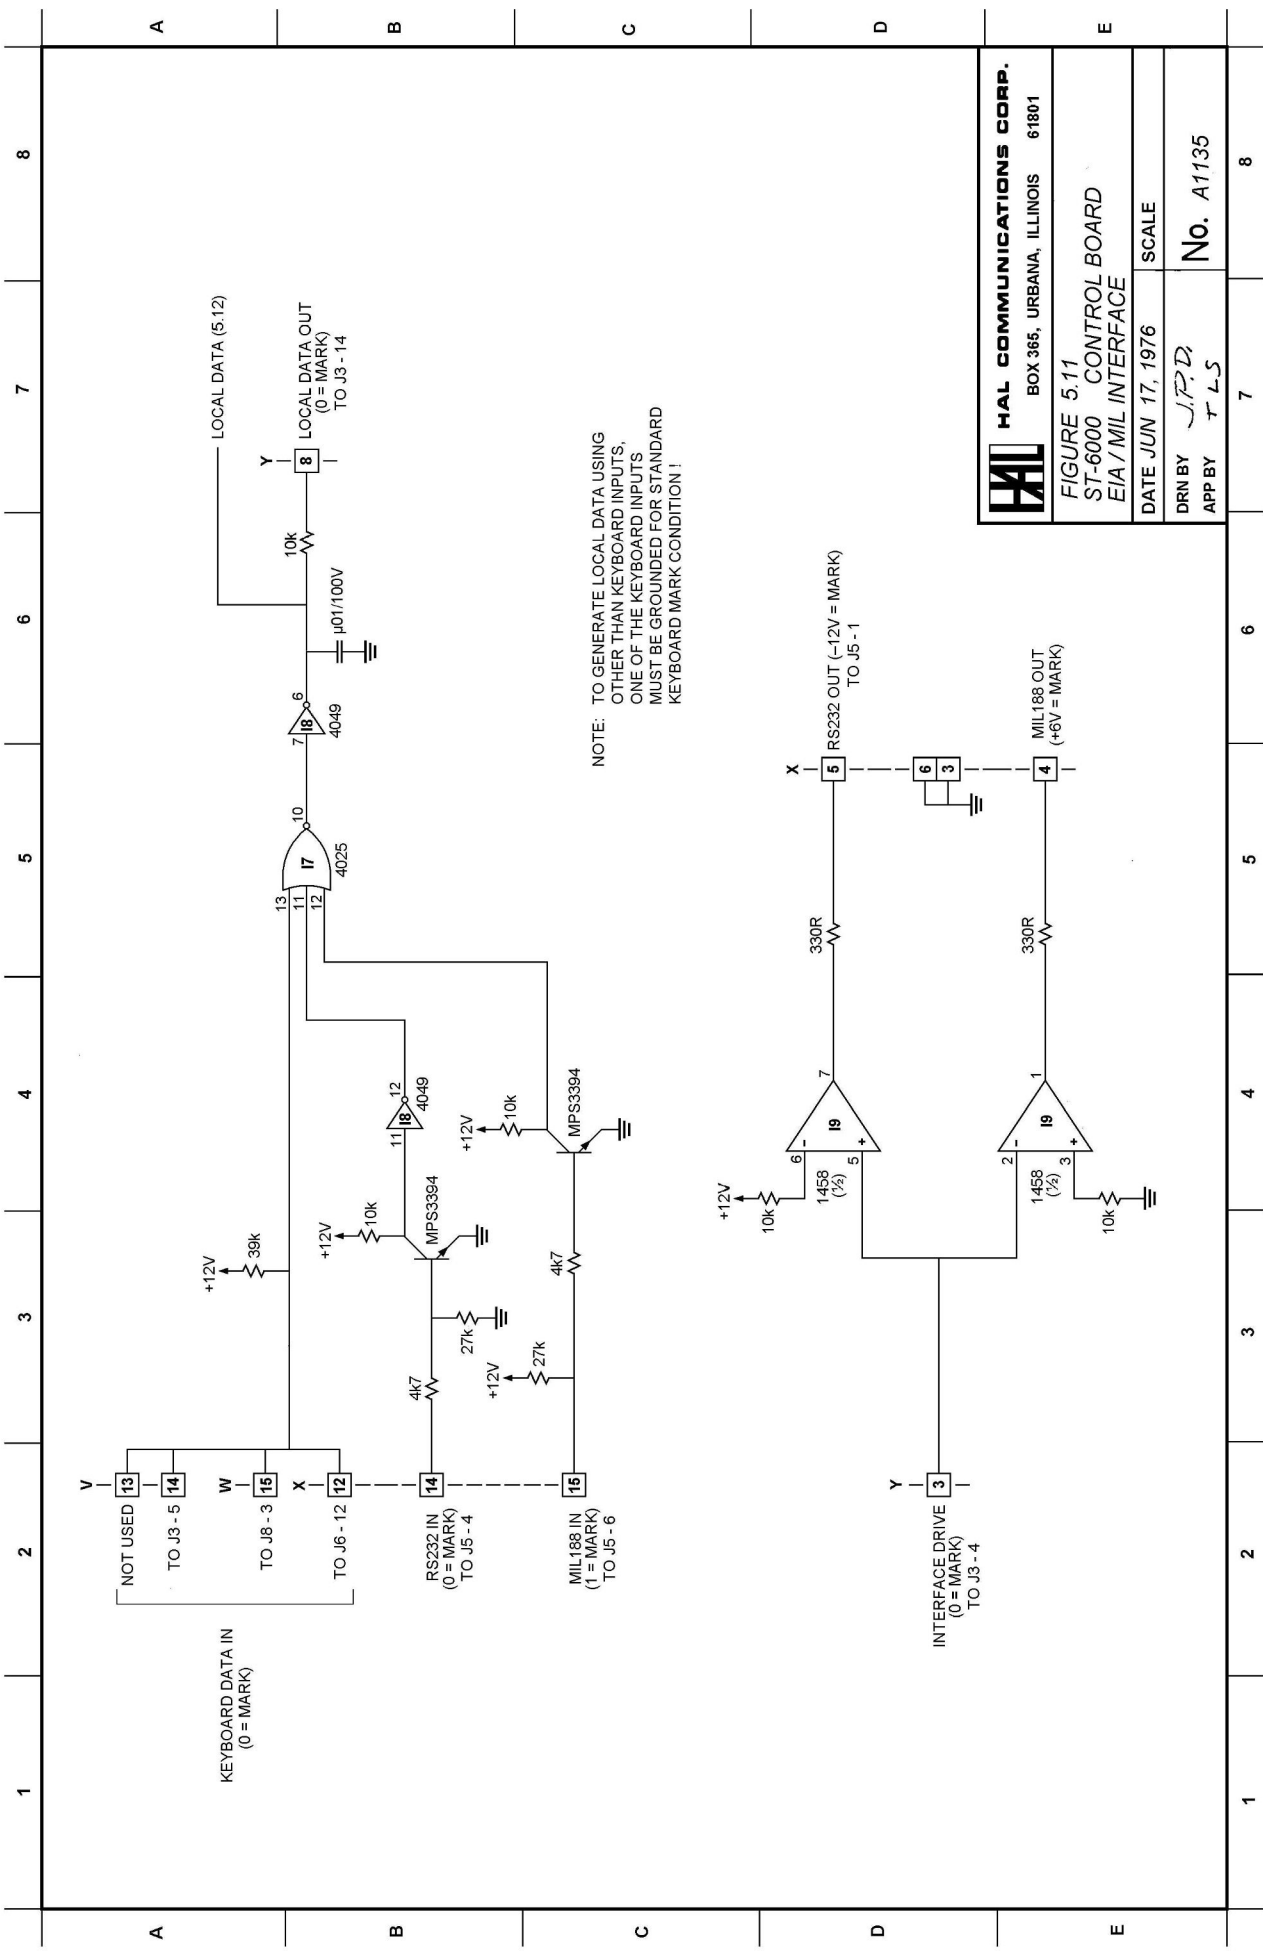 A
B
C
D
E
8
7
6
5
4
3
2
1
KEYBOARD DATA IN
(0 = MARK)
V
13
NOT USED
14
TO J3 - 5
W
15
TO J8 - 3
X
12
TO J6 - 12
14
RS232 IN
(0 = MARK)
TO J5 - 4
15
MIL188 IN
(1 = MARK)
TO J5 - 6
+12V
39k
4k7
27k
+12V
10k
MPS3394
11
I8
12
4049
+12V
27k
4k7
+12V
10k
MPS3394
13
11
12
I7
10
4025
7
I8
6
4049
µ01/100V
10k
LOCAL DATA (5.12)
Y
8
LOCAL DATA OUT
(0 = MARK)
TO J3 - 14
NOTE: TO GENERATE LOCAL DATA USING
OTHER THAN KEYBOARD INPUTS,
ONE OF THE KEYBOARD INPUTS
MUST BE GROUNDED FOR STANDARD
KEYBOARD MARK CONDITION !
Y
3
INTERFACE DRIVE
(0 = MARK)
TO J3 - 4
+12V
10k
6
-
5
+
I9
7
1458
(½)
330R
X
5
RS232 OUT (–12V = MARK)
TO J5 - 1
6
3
2
-
3
+
I9
1
1458
(½)
10k
330R
4
MIL188 OUT
(+6V = MARK)
HAL
HAL COMMUNICATIONS CORP.
BOX 365, URBANA, ILLINOIS 61801
FIGURE 5.11
ST-6000 CONTROL BOARD
EIA / MIL INTERFACE
DATE JUN 17, 1976
SCALE
DRN BY J.P.D.
APP BY T L S
No. A1135
A
B
C
D
E
8
7
6
5
4
3
2
1